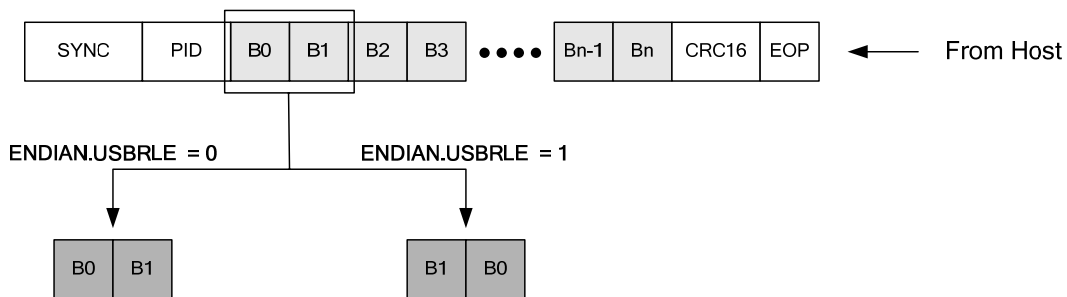 SYNC PID B0 B1 B2 B3 •••• Bn-1 Bn CRC16 EOP From Host
ENDIAN.USBRLE = 0 ENDIAN.USBRLE = 1
B0 B1 B1 B0